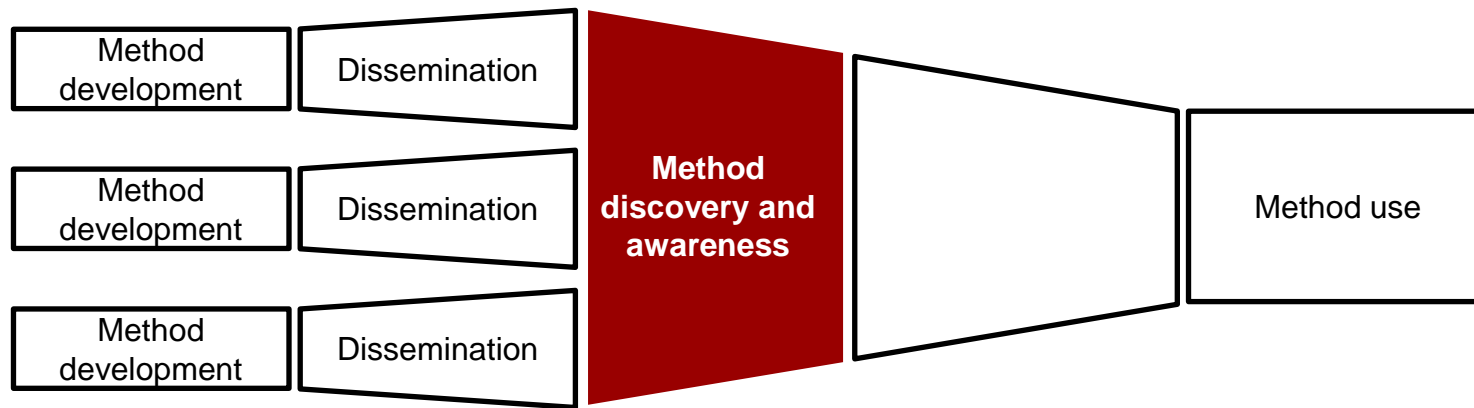 Method
development
Dissemination
Method
development
Dissemination
Method
development
Dissemination
Method
discovery and
awareness
Method use